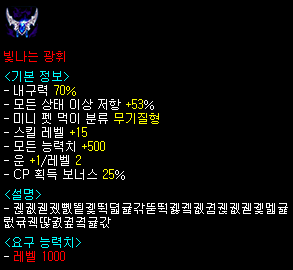 빛나는 광휘
<기본 정보>
- 내구력 70%
- 모든 상태 이상 저항 +53%
- 미니 펫 먹이 분류 무기질형
- 스킬 레벨 +15
- 모든 능력치 +500
- 운 +1/레벨 2
- CP 획득 보너스 25%
<설명>
<요구 능력치>
- 레벨 1000